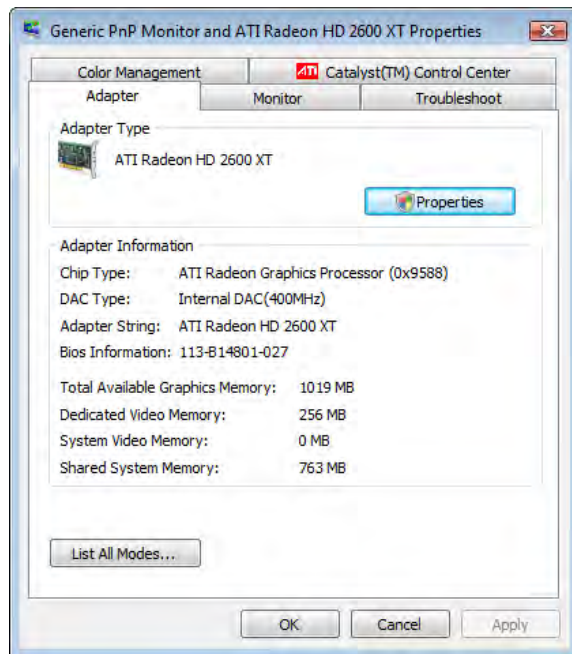 Generic PnP Monitor and ATI Radeon HD 2600 XT Properties
Color Management
ATI Catalyst(TM) Control Center
Adapter
Monitor
Troubleshoot
Adapter Type
ATI Radeon HD 2600 XT
Properties
Adapter Information
Chip Type: ATI Radeon Graphics Processor (0x9588)
DAC Type: Internal DAC(400MHz)
Adapter String: ATI Radeon HD 2600 XT
Bios Information: 113-B14801-027
Total Available Graphics Memory: 1019 MB
Dedicated Video Memory: 256 MB
System Video Memory: 0 MB
Shared System Memory: 763 MB
List All Modes...
OK
Cancel
Apply